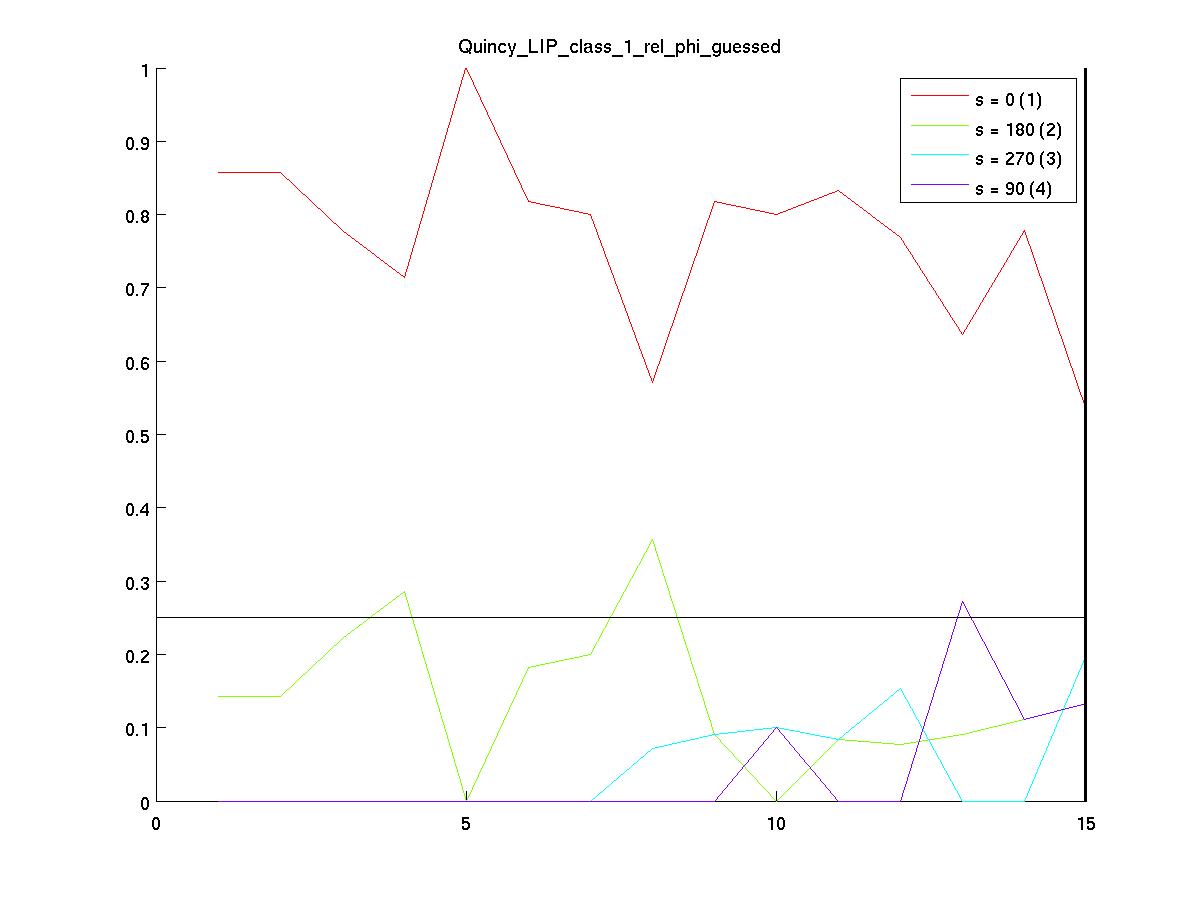 Quincy_LIP_class_1_rel_phi_guessed
s = 0 (1)
s = 180 (2)
s = 270 (3)
s = 90 (4)
1
0.9
0.8
0.7
0.6
0.5
0.4
0.3
0.2
0.1
0
0 5 10 15